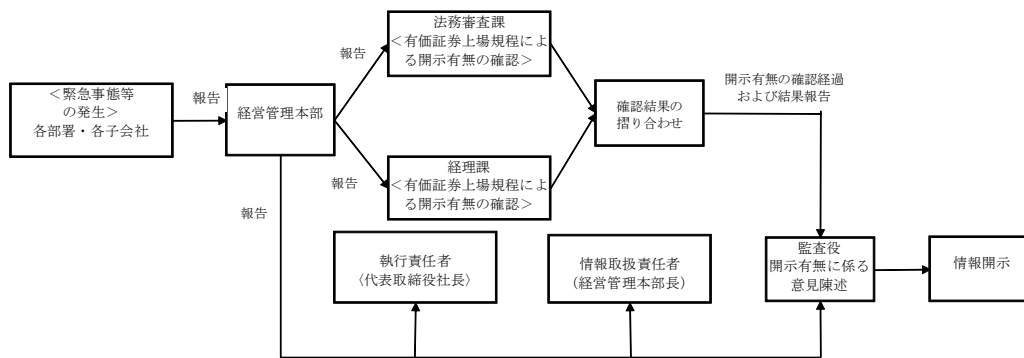 ＜緊急事態等
の発生＞
各部署・各子会社
報告
経営管理本部
報告
法務審査課
＜有価証券上場規程によ
る開示有無の確認＞
報告
経理課
＜有価証券上場規程によ
る開示有無の確認＞
確認結果の
摺り合わせ
開示有無の確認経過
および結果報告
報告
執行責任者
〈代表取締役社長〉
情報取扱責任者
（経営管理本部長）
監査役
開示有無に係る
意見陳述
情報開示